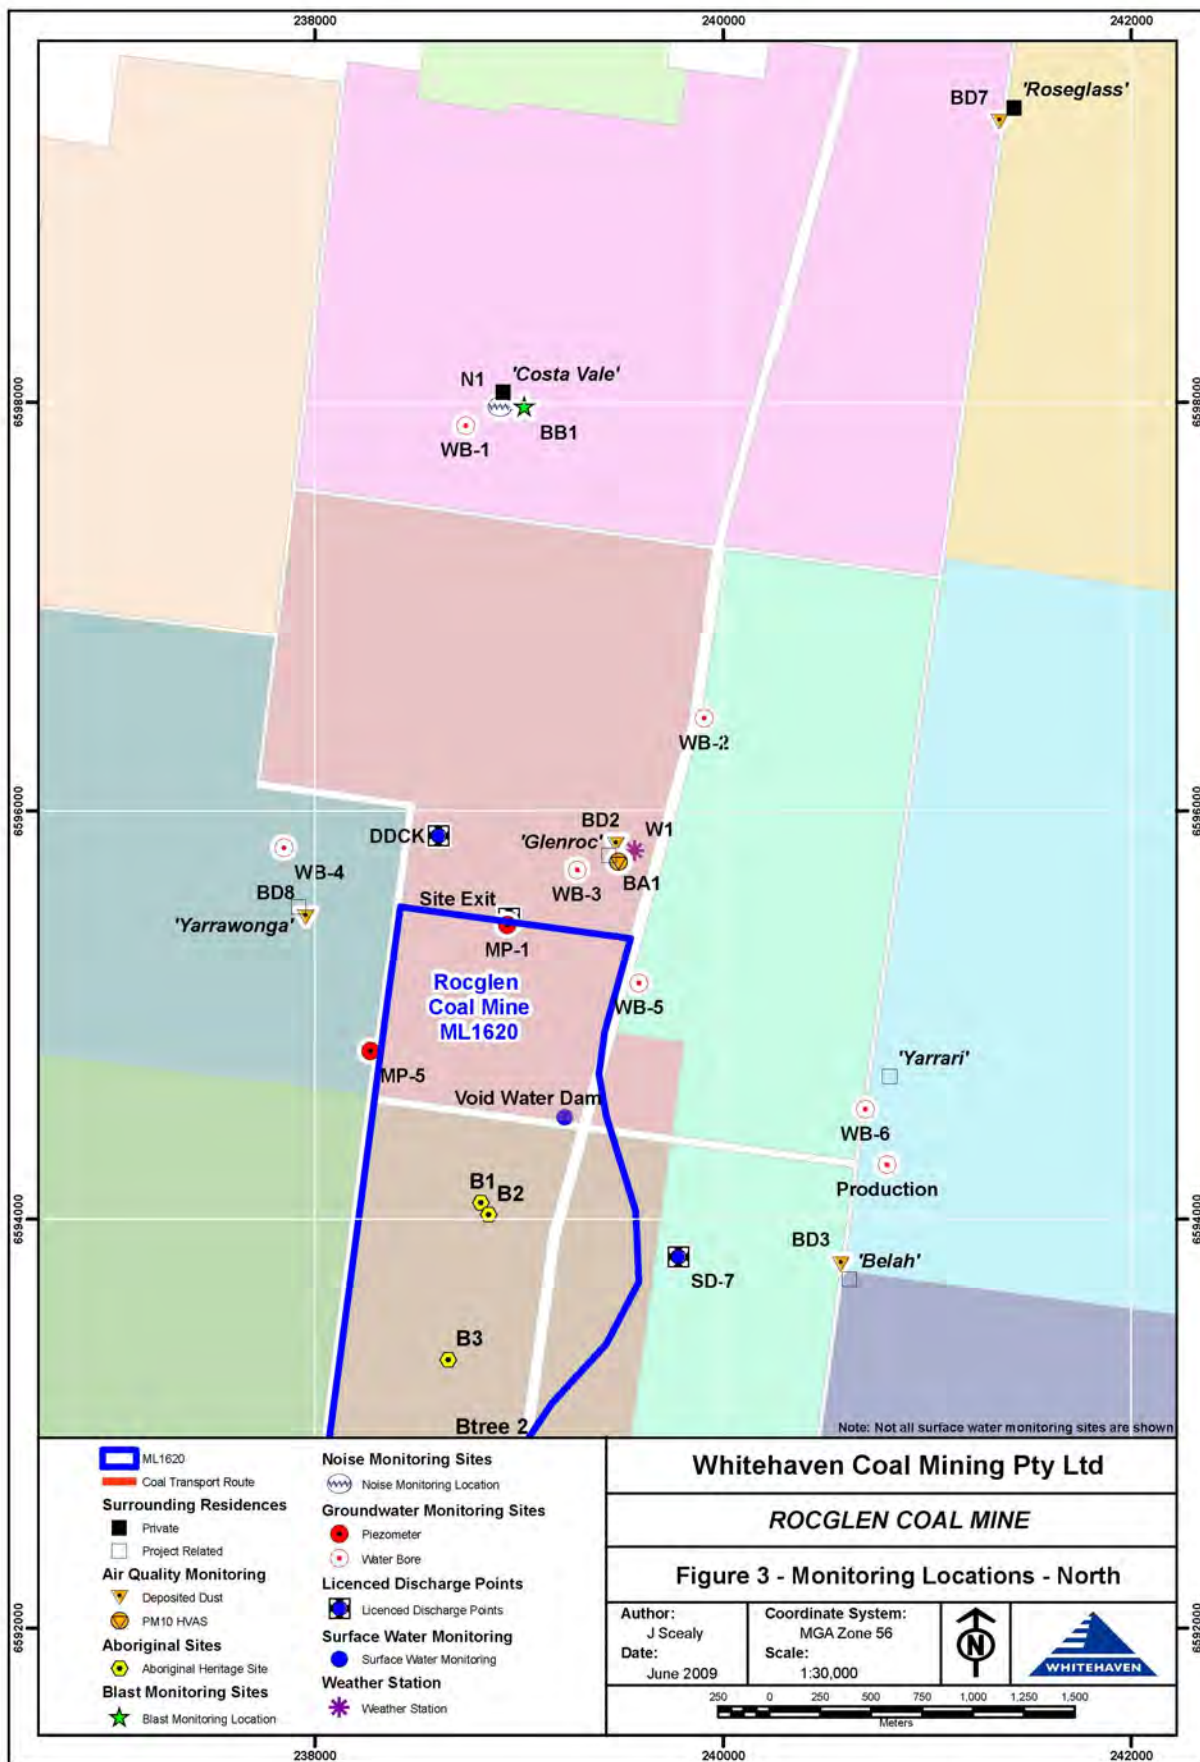 238000
240000
242000
'Roseglass'
BD7
'Costa Vale'
N1
6598000
6598000
BB1
WB-1
WB-2
6596000
6596000
BD2
W1
DDCK
'Glenroc'
WB-4
WB-3
BA1
BD8
Site Exit
'Yarrawonga'
MP-1
Rocglen
Coal Mine
ML1620
WB-5
'Yarrari'
MP-5
Void Water Dam
WB-6
B1
B2
Production
6594000
6594000
BD3
'Belah'
SD-7
B3
Btree 2
Note: Not all surface water monitoring sites are shown
ML1620
Coal Transport Route
Surrounding Residences
Private
Project Related
Air Quality Monitoring
Deposited Dust
PM10 HVAS
Aboriginal Sites
Aboriginal Heritage Site
Blast Monitoring Sites
Blast Monitoring Location
Noise Monitoring Sites
Noise Monitoring Location
Groundwater Monitoring Sites
Piezometer
Water Bore
Licenced Discharge Points
Licenced Discharge Points
Surface Water Monitoring
Surface Water Monitoring
Weather Station
Weather Station
Whitehaven Coal Mining Pty Ltd
ROCGLEN COAL MINE
Figure 3 - Monitoring Locations - North
Author:
J Scealy
Date:
June 2009
Coordinate System:
MGA Zone 56
Scale:
1:30,000
N
WHITEHAVEN
250 0 250 500 750 1,000 1,250 1,500
Meters
6592000
6592000
238000
240000
242000